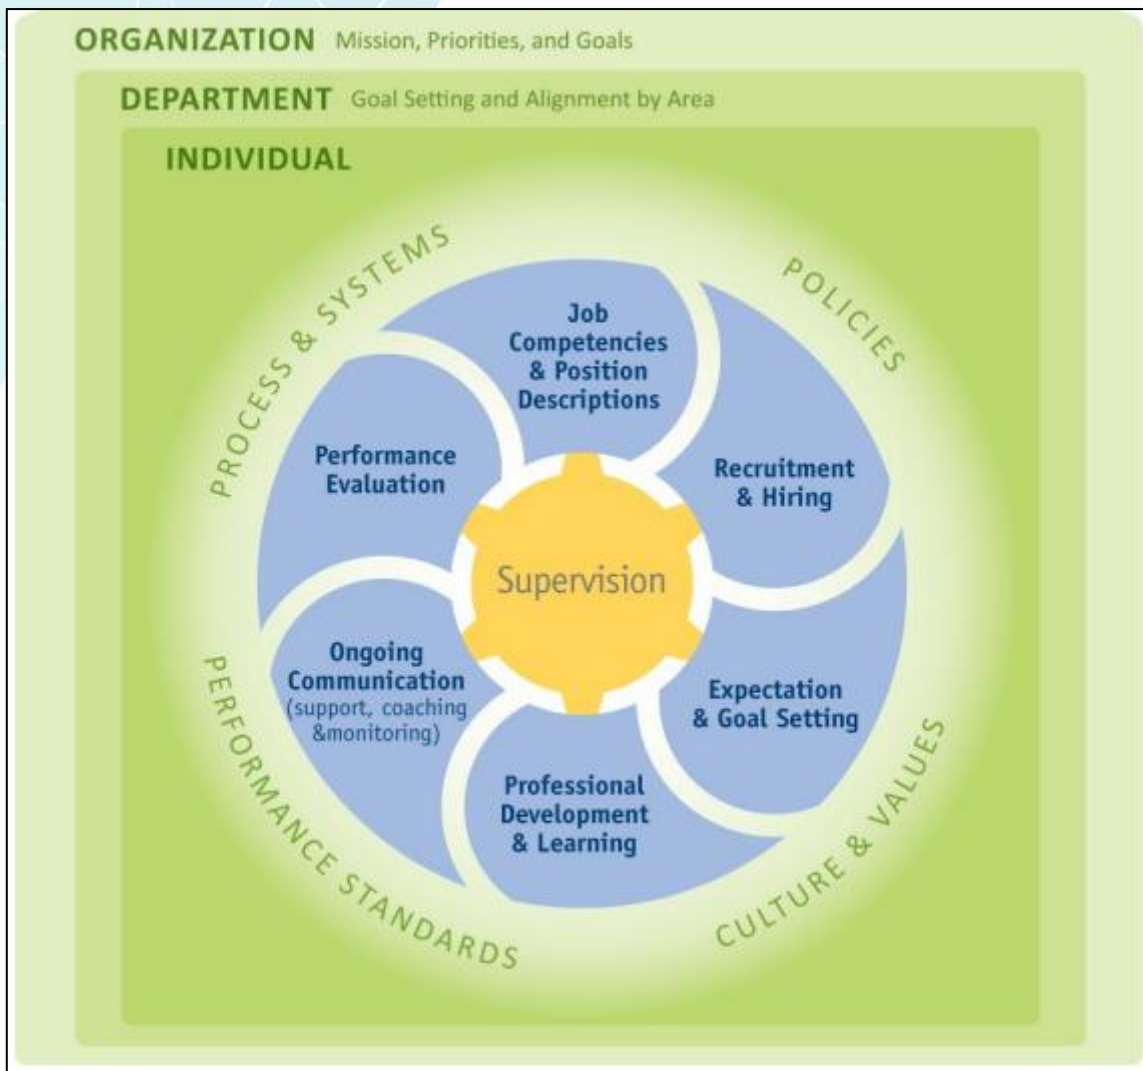 ORGANIZATION Mission, Priorities, and Goals
DEPARTMENT Goal Setting and Alignment by Area
INDIVIDUAL
PROCESS & SYSTEMS
POLICIES
CULTURE & VALUES
PERFORMANCE STANDARDS
Job
Competencies
& Position
Descriptions
Recruitment
& Hiring
Expectation
& Goal Setting
Professional
Development
& Learning
Ongoing
Communication
(support, coaching
&monitoring)
Performance
Evaluation
Supervision